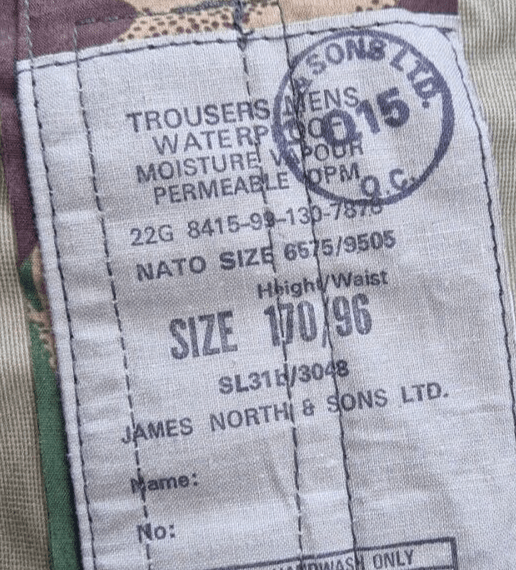 & SONS LTD.
Q15
Q.C.
TROUSERS MENS
WATERPROOF
MOISTURE VAPOUR
PERMEABLE DPM
22G 8415-99-130-7878
NATO SIZE 6575/9505
Height/Waist
SIZE 170/96
SL31b/3048
JAMES NORTH & SONS LTD.
Name:
No:
HANDWASH ONLY